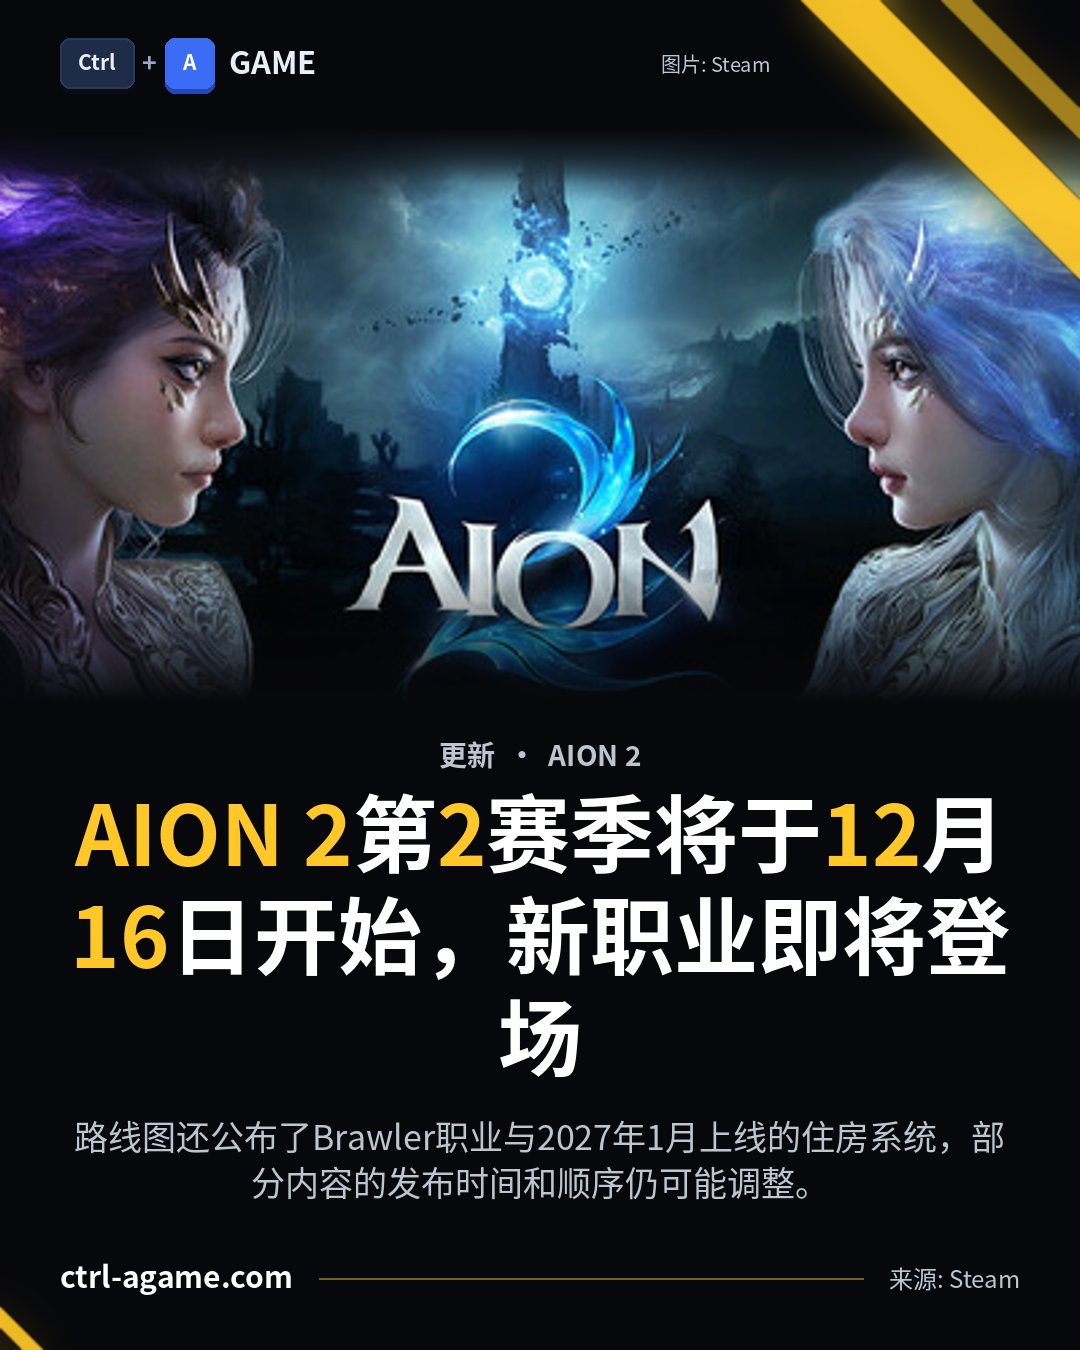 Ctrl + A GAME
图片: Steam
AION 2
更新 · AION 2
AION 2第2赛季将于12月
16日开始，新职业即将登
场
路线图还公布了Brawler职业与2027年1月上线的住房系统，部
分内容的发布时间和顺序仍可能调整。
ctrl-agame.com
来源: Steam